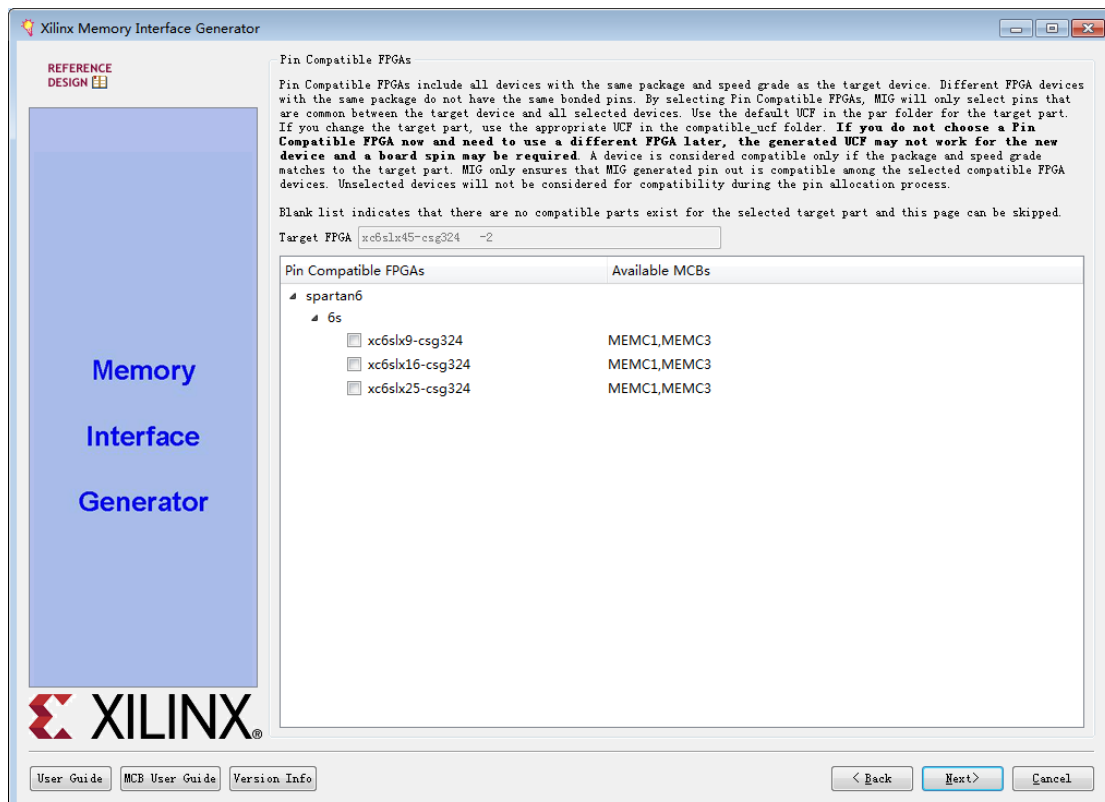 Xilinx Memory Interface Generator
REFERENCE
DESIGN
Memory
Interface
Generator
XILINX®
Pin Compatible FPGAs
Pin Compatible FPGAs include all devices with the same package and speed grade as the target device. Different FPGA devices
with the same package do not have the same bonded pins. By selecting Pin Compatible FPGAs, MIG will only select pins that
are common between the target device and all selected devices. Use the default UCF in the par folder for the target part.
If you change the target part, use the appropriate UCF in the compatible_ucf folder. If you do not choose a Pin
Compatible FPGA now and need to use a different FPGA later, the generated UCF may not work for the new
device and a board spin may be required. A device is considered compatible only if the package and speed grade
matches to the target part. MIG only ensures that MIG generated pin out is compatible among the selected compatible FPGA
devices. Unselected devices will not be considered for compatibility during the pin allocation process.
Blank list indicates that there are no compatible parts exist for the selected target part and this page can be skipped.
Target FPGA xc6slx45-csg324 -2
Pin Compatible FPGAs Available MCBs
spartan6
6s
xc6slx9-csg324 MEMC1,MEMC3
xc6slx16-csg324 MEMC1,MEMC3
xc6slx25-csg324 MEMC1,MEMC3
User Guide MCB User Guide Version Info < Back Next> Cancel